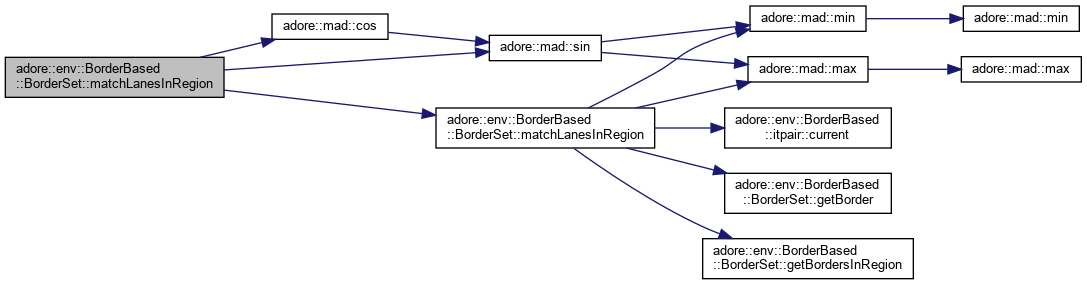 adore::env::BorderBased
::BorderSet::matchLanesInRegion
adore::mad::cos
adore::mad::sin
adore::env::BorderBased
::BorderSet::matchLanesInRegion
adore::mad::min
adore::mad::max
adore::env::BorderBased
::itpair::current
adore::env::BorderBased
::BorderSet::getBorder
adore::env::BorderBased
::BorderSet::getBordersInRegion
adore::mad::min
adore::mad::max